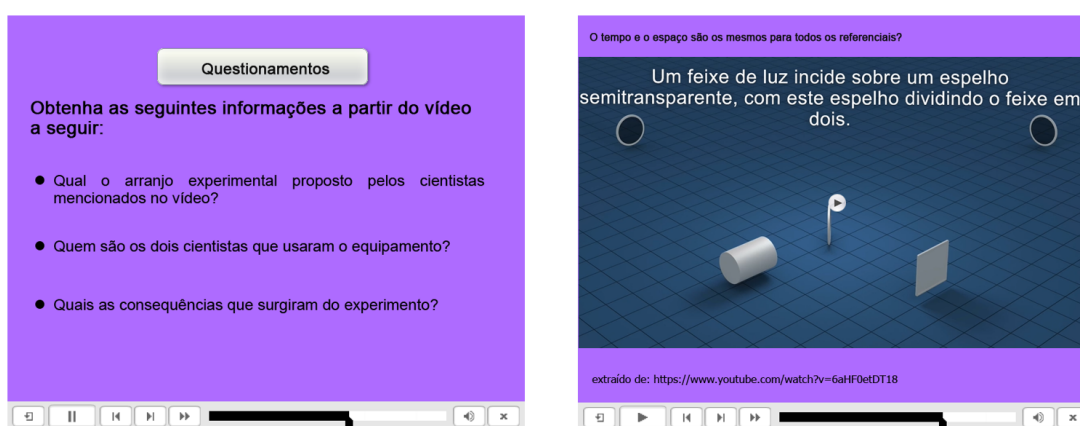 Questionamentos
Obtenha as seguintes informações a partir do vídeo
a seguir:
Qual o arranjo experimental proposto pelos cientistas
mencionados no vídeo?
Quem são os dois cientistas que usaram o equipamento?
Quais as consequências que surgiram do experimento?
O tempo e o espaço são os mesmos para todos os referenciais?
Um feixe de luz incide sobre um espelho
semitransparente, com este espelho dividindo o feixe em
dois.
extraído de: https://www.youtube.com/watch?v=6aHF0etDT18